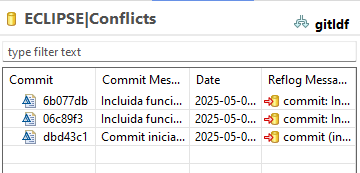 ECLIPSE|Conflicts
gitldf
type filter text
Commit Commit Mes... Date Reflog Messa...
6b077db Incluida funci... 2025-05-0... commit: In...
06c89f3 Incluida funci... 2025-05-0... commit: In...
dbd43c1 Commit inicia... 2025-05-0... commit (in...